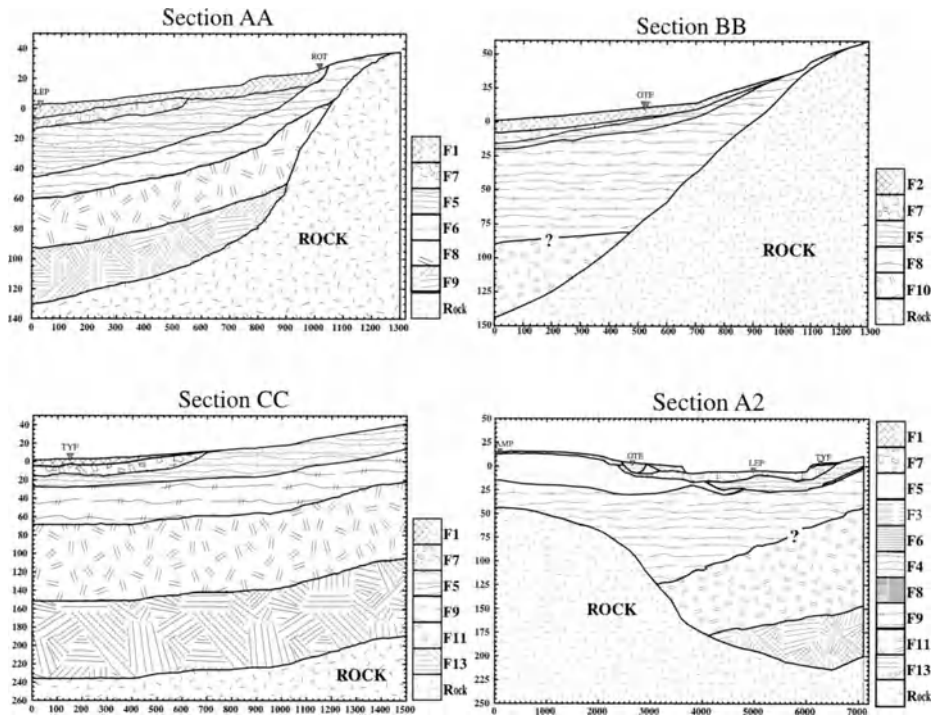 Section AA
40
20
0
20
40
60
80
100
120
140
LEP
ROT
ROCK
0 100 200 300 400 500 600 700 800 900 1000 1100 1200 1300
F1
F7
F5
F6
F8
F9
Rock
Section BB
50
25
0
25
50
75
100
125
150
OTE
?
ROCK
0 100 200 300 400 500 600 700 800 900 1000 1100 1200 1300
F2
F7
F5
F8
F10
Rock
Section CC
40
20
0
20
40
60
80
100
120
140
160
180
200
220
240
260
TYF
ROCK
0 100 200 300 400 500 600 700 800 900 1000 1100 1200 1300 1400 1500
F1
F7
F5
F9
F11
F13
Rock
Section A2
50
25
0
25
50
75
100
125
150
175
200
225
250
AMP
OTE
LEP
TYF
?
ROCK
0 1000 2000 3000 4000 5000 6000 7000
F1
F7
F5
F3
F6
F4
F8
F9
F11
F13
Rock